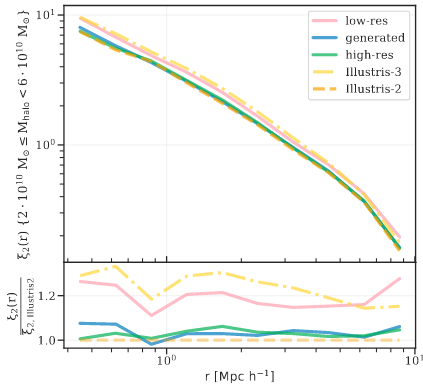 low-res
generated
high-res
Illustris-3
Illustris-2
10¹
10⁰
ξ₂(r) {2 · 10¹⁰ M⊙ ≤ Mhalo < 6 · 10¹⁰ M⊙}
1.2
1.0
ξ₂(r)
ξ₂, Illustris2
10⁰
10¹
r [Mpc h⁻¹]